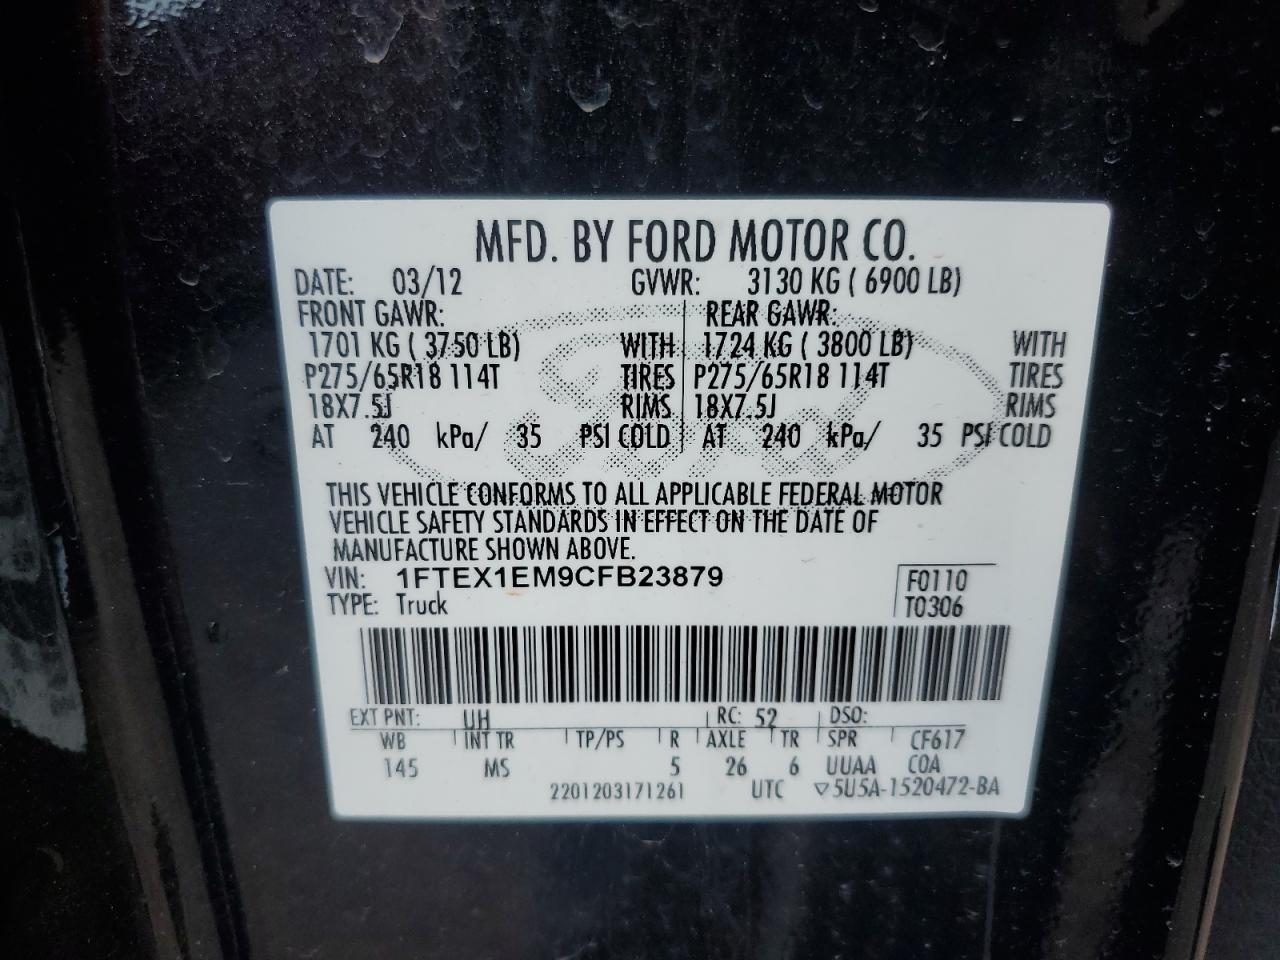 MFD. BY FORD MOTOR CO.
DATE: 03/12 GVWR: 3130 KG ( 6900 LB)
FRONT GAWR: REAR GAWR:
1701 KG ( 3750 LB) WITH 1724 KG ( 3800 LB) WITH
P275/65R18 114T TIRES P275/65R18 114T TIRES
18X7.5J RIMS 18X7.5J RIMS
AT 240 kPa/ 35 PSI COLD AT 240 kPa/ 35 PSI COLD
THIS VEHICLE CONFORMS TO ALL APPLICABLE FEDERAL MOTOR
VEHICLE SAFETY STANDARDS IN EFFECT ON THE DATE OF
MANUFACTURE SHOWN ABOVE.
VIN: 1FTEX1EM9CFB23879 F0110
TYPE: Truck T0306
EXT PNT: UH RC: 52 DSO:
WB INT TR TP/PS R AXLE TR SPR CF617
145 MS 5 26 6 UUAA COA
2201203171261 UTC ▽5U5A-1520472-BA